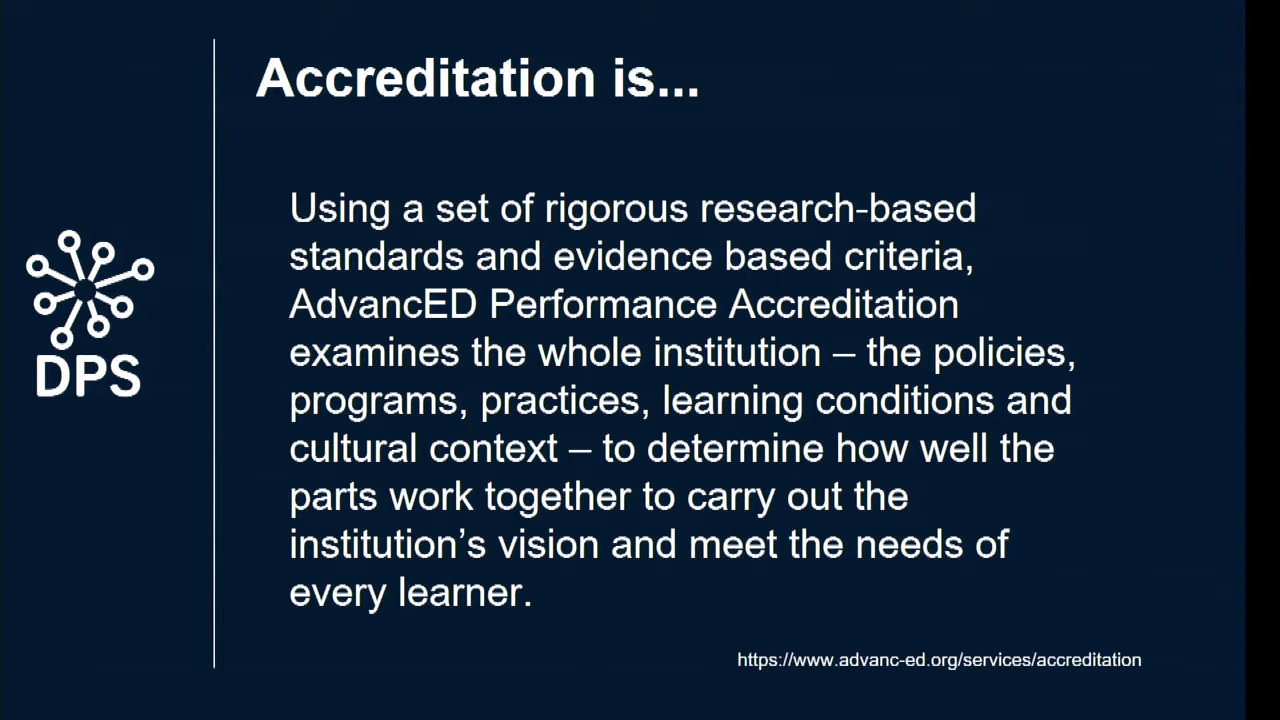 Accreditation is...
Using a set of rigorous research-based
standards and evidence based criteria,
AdvancED Performance Accreditation
examines the whole institution – the policies,
programs, practices, learning conditions and
cultural context – to determine how well the
parts work together to carry out the
institution’s vision and meet the needs of
every learner.
DPS
https://www.advanc-ed.org/services/accreditation